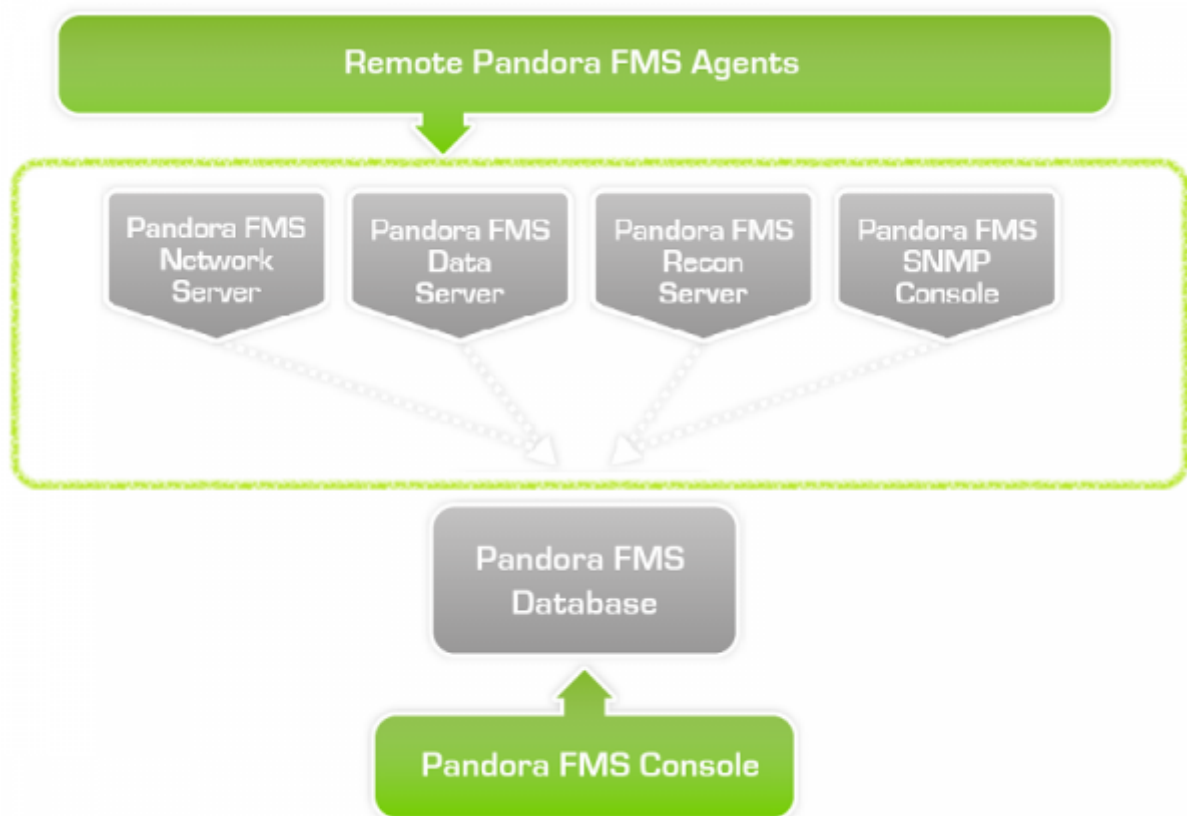 Remote Pandora FMS Agents
Pandora FMS
Network
Server
Pandora FMS
Data
Server
Pandora FMS
Recon
Server
Pandora FMS
SNMP
Console
Pandora FMS
Database
Pandora FMS Console